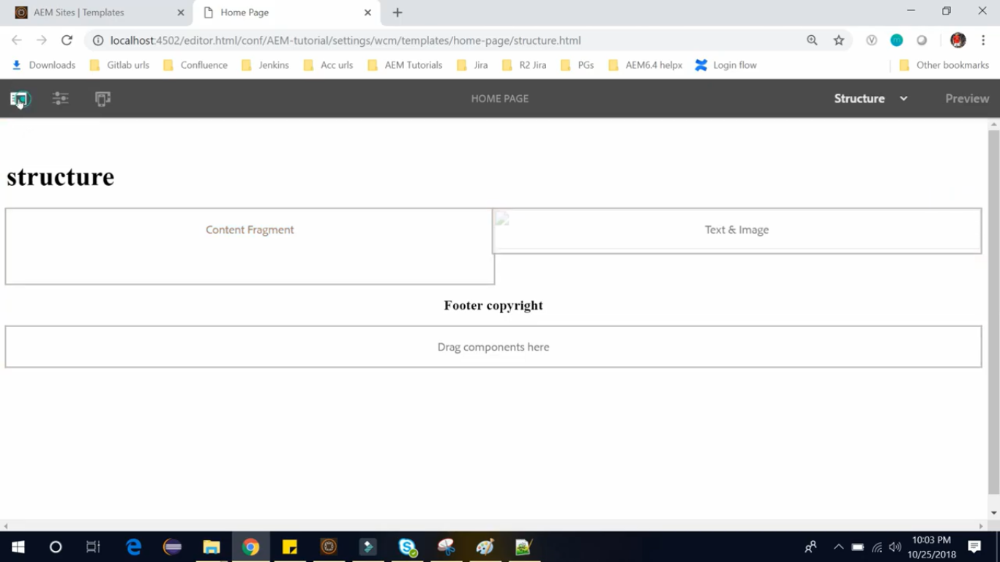 AEM Sites | Templates
Home Page
localhost:4502/editor.html/conf/AEM-tutorial/settings/wcm/templates/home-page/structure.html
Downloads Gitlab urls Confluence Jenkins Acc urls AEM Tutorials Jira R2 Jira PGs AEM6.4 helpx Login flow Other bookmarks
HOME PAGE Structure Preview
structure
Content Fragment Text & Image
Footer copyright
Drag components here
10:03 PM
10/25/2018